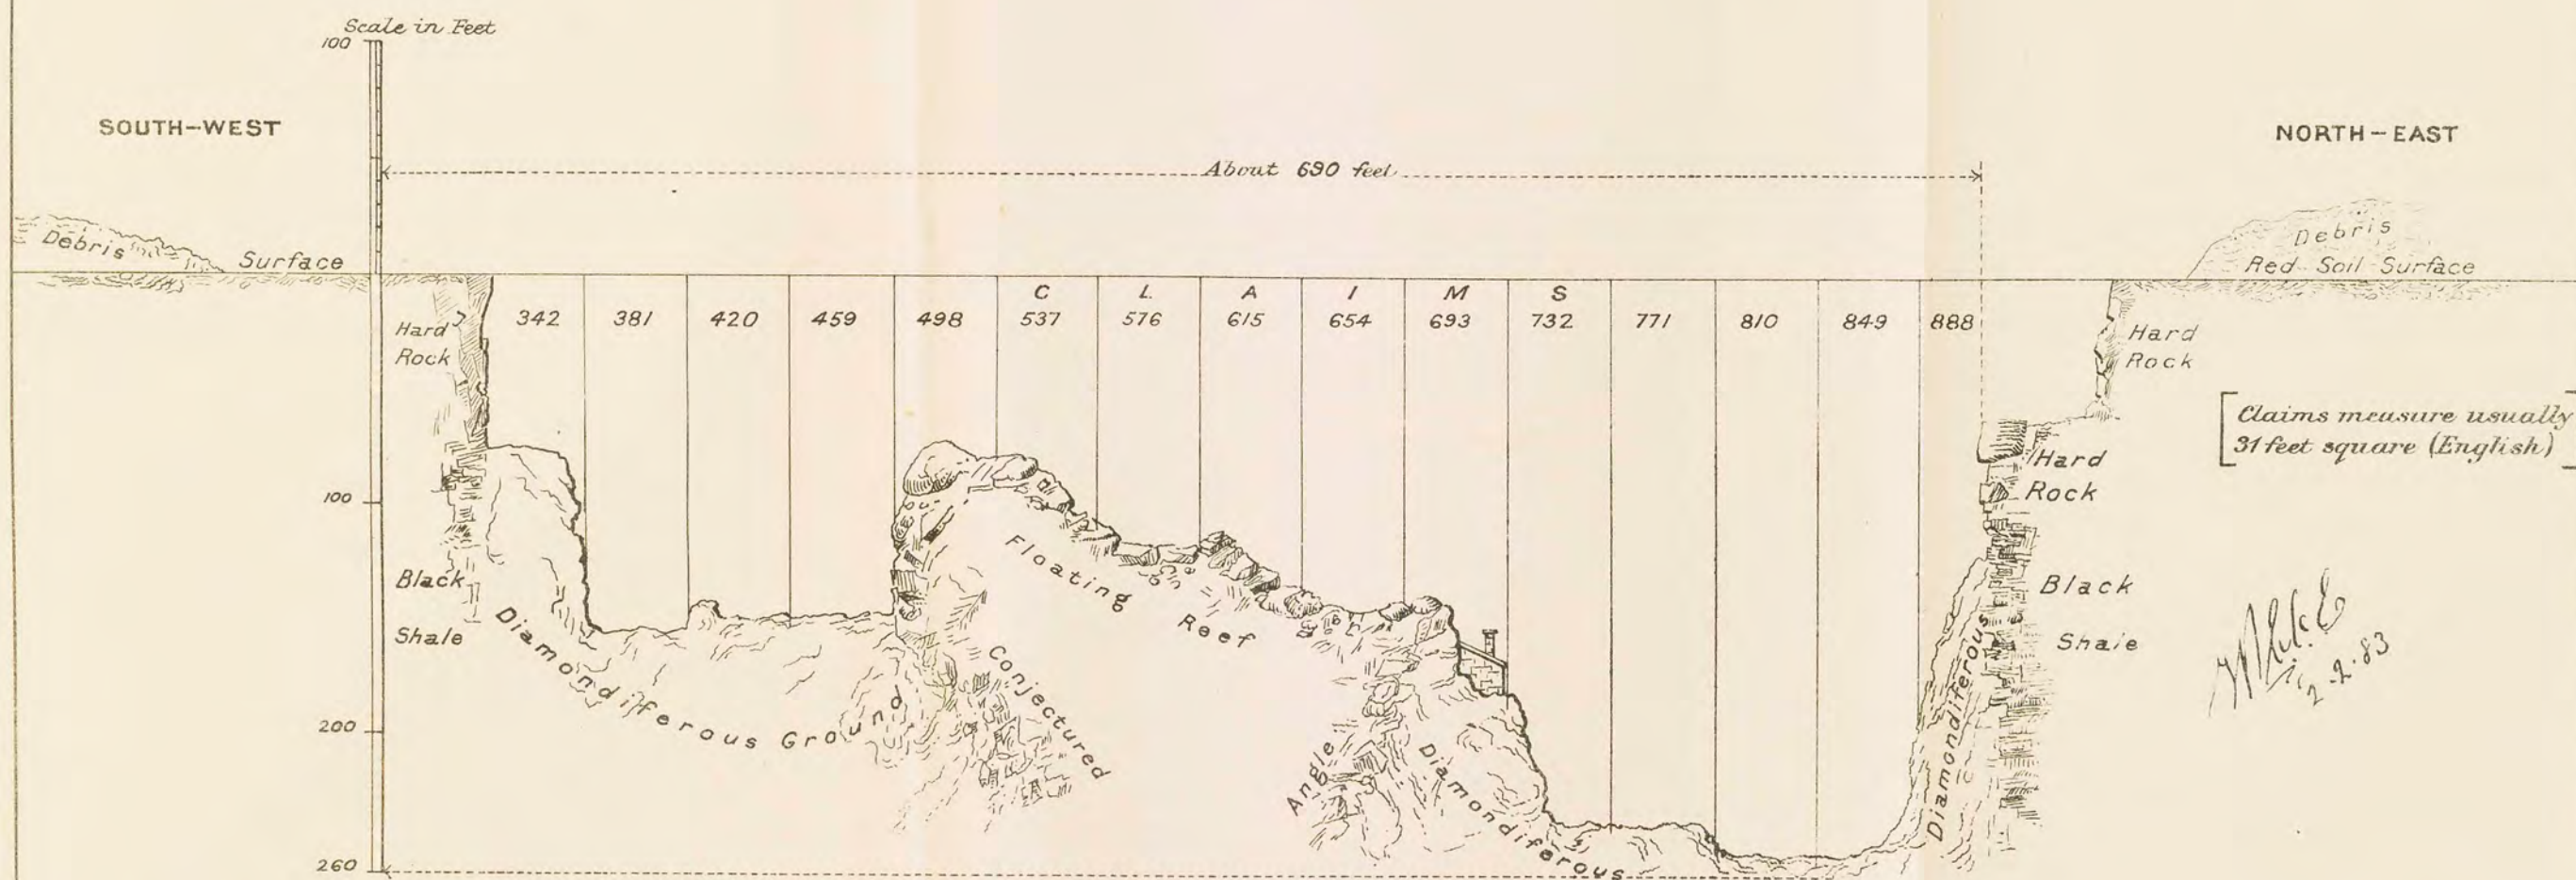 Scale in Feet
100
SOUTH-WEST
NORTH-EAST
About 690 feet
Debris
Surface
Debris
Red Soil Surface
C L A I M S
342 381 420 459 498 537 576 615 654 693 732 771 810 849 888
Hard
Rock
Hard
Rock
[Claims measure usually
31 feet square (English)]
Hard
Rock
100
Floating Reef
Black
Shale
Black
Shale
Diamondiferous Ground
Conjectured
Angle
Diamondiferous
Diamondiferous
2.2.83
200
260